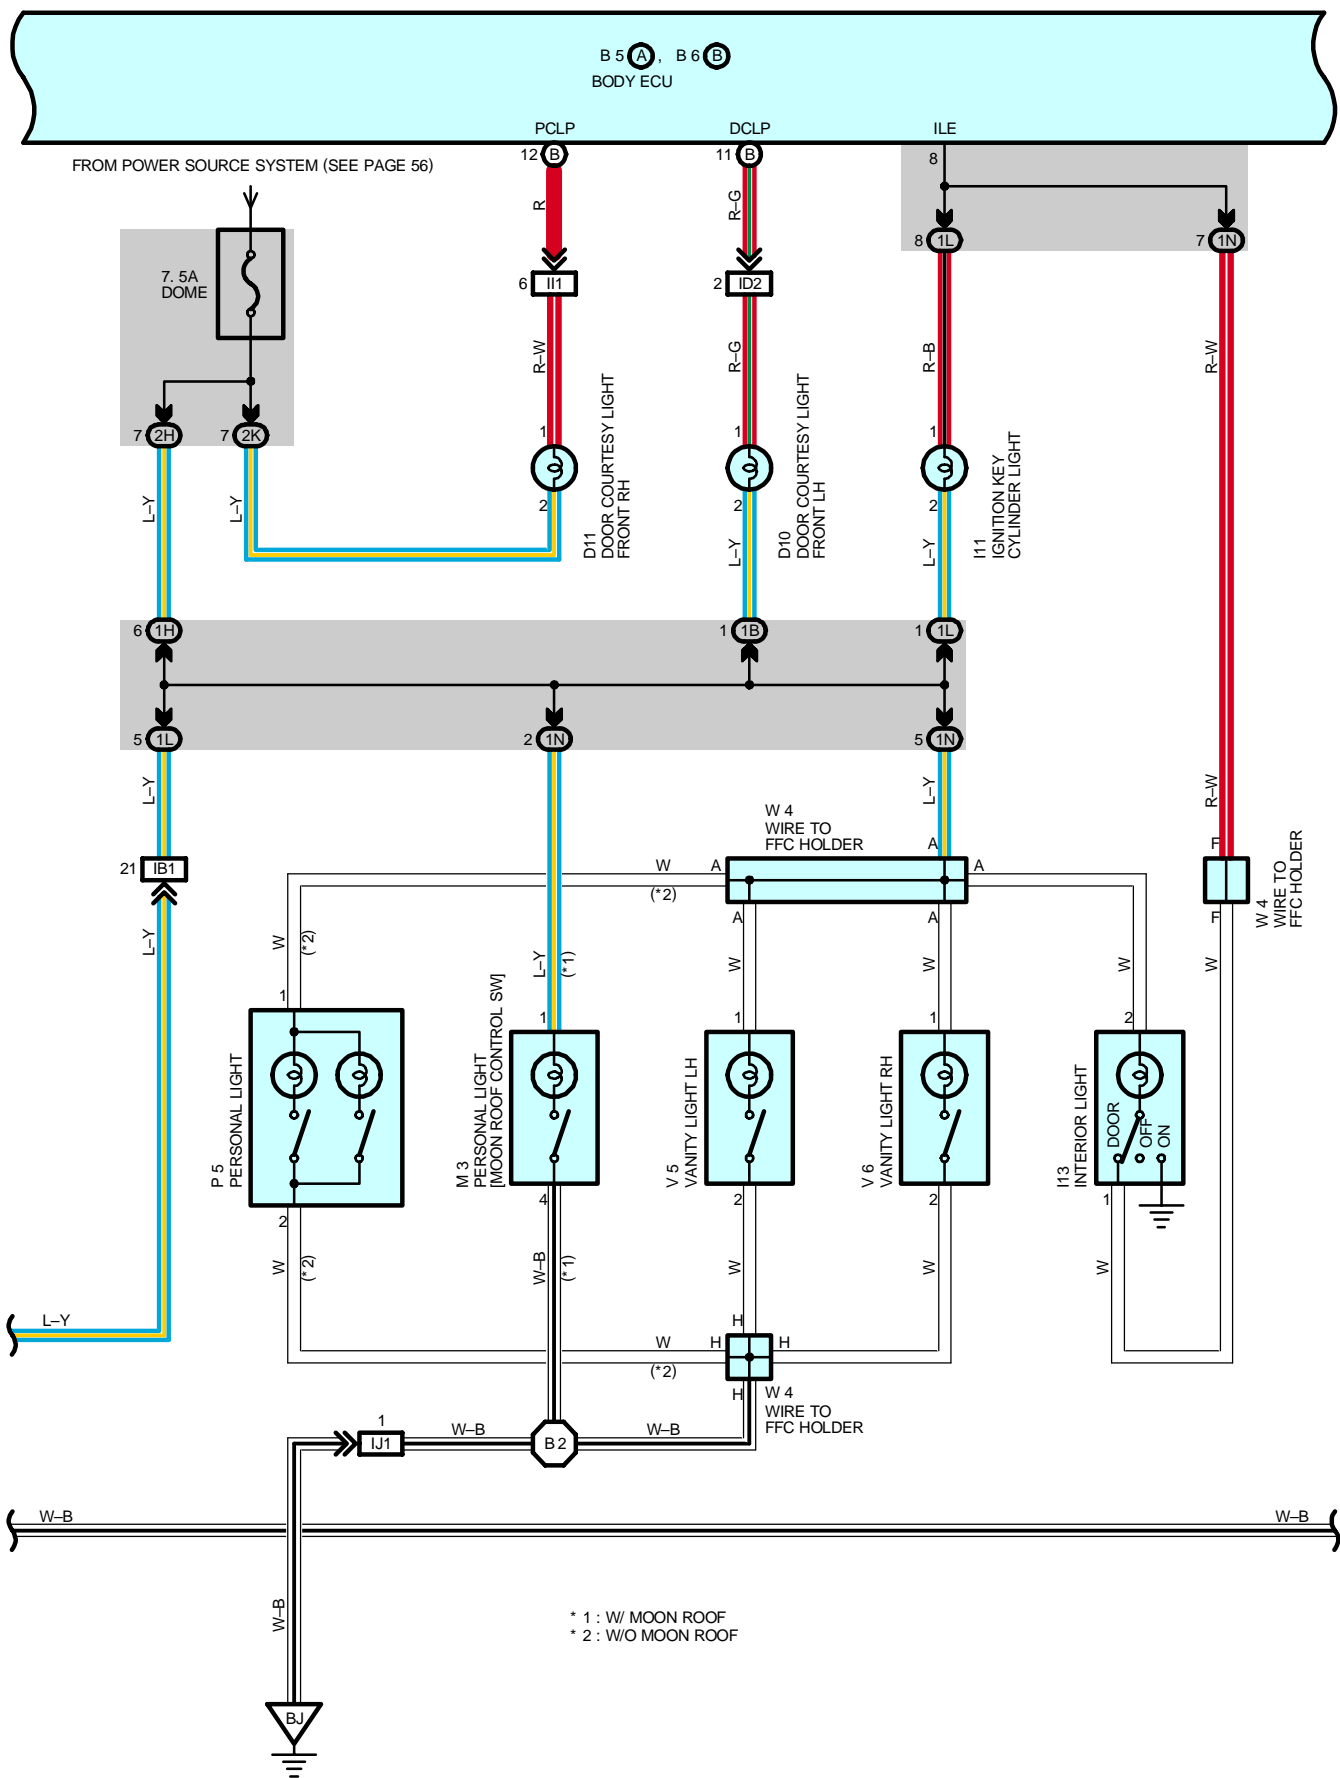 B 5 A , B 6 B
BODY ECU
PCLP
DCLP
ILE
12 B
11 B
8
FROM POWER SOURCE SYSTEM (SEE PAGE 56)
R
R–G
8 1L
7 1N
7. 5A
DOME
6 II1
2 ID2
R–W
R–G
R–B
R–W
7 2H
7 2K
1
1
1
D11
DOOR COURTESY LIGHT
FRONT RH
D10
DOOR COURTESY LIGHT
FRONT LH
I11
IGNITION KEY
CYLINDER LIGHT
2
2
2
L–Y
L–Y
L–Y
L–Y
6 1H
1 1B
1 1L
5 1L
2 1N
5 1N
L–Y
L–Y
R–W
W 4
WIRE TO
FFC HOLDER
A
F
21 IB1
W
(*2)
A
A
F
W 4
WIRE TO
FFC HOLDER
A
A
L–Y
W
(*2)
L–Y
(*1)
W
W
W
W
1
1
1
1
2
P 5
PERSONAL LIGHT
M 3
PERSONAL LIGHT
[MOON ROOF CONTROL SW]
V 5
VANITY LIGHT LH
V 6
VANITY LIGHT RH
I13
INTERIOR LIGHT
DOOR
OFF
ON
2
4
2
2
1
W
(*2)
W–B
(*1)
W
W
W
L–Y
W
(*2)
H
H
H
H
W 4
WIRE TO
FFC HOLDER
1
IJ1
W–B
B 2
W–B
W–B
W–B
W–B
* 1 : W/ MOON ROOF
* 2 : W/O MOON ROOF
BJ